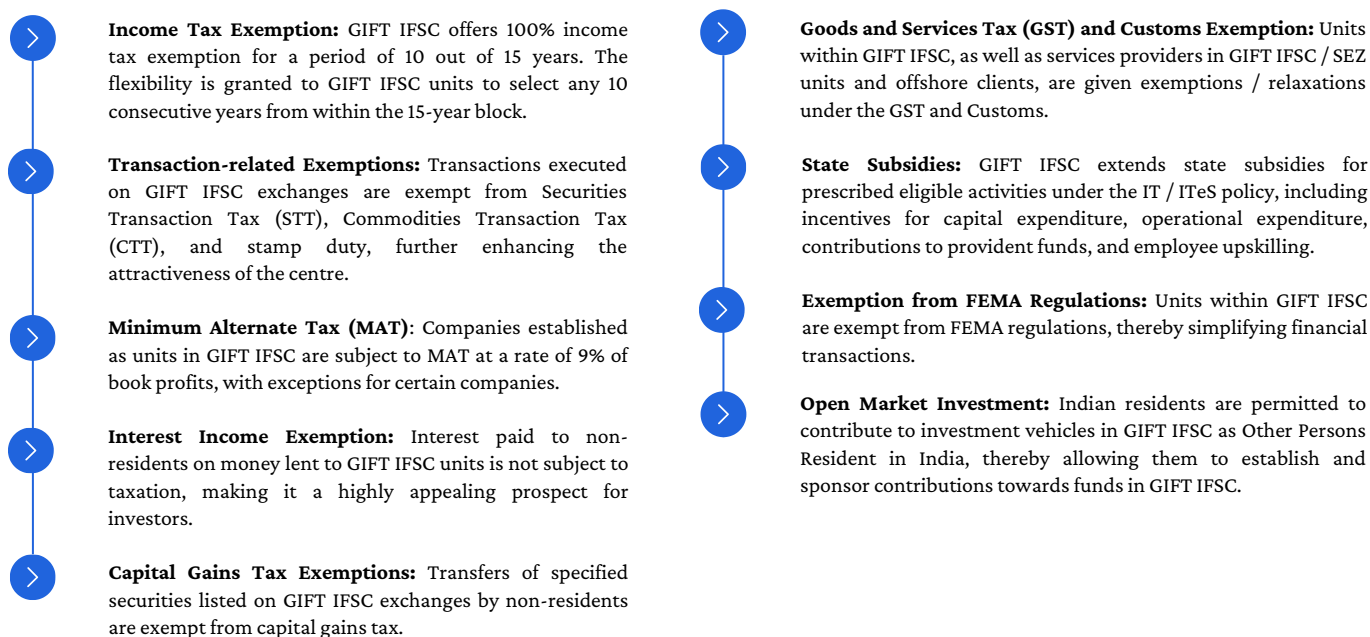 Income Tax Exemption: GIFT IFSC offers 100% income
tax exemption for a period of 10 out of 15 years. The
flexibility is granted to GIFT IFSC units to select any 10
consecutive years from within the 15-year block.
Transaction-related Exemptions: Transactions executed
on GIFT IFSC exchanges are exempt from Securities
Transaction Tax (STT), Commodities Transaction Tax
(CTT), and stamp duty, further enhancing the
attractiveness of the centre.
Minimum Alternate Tax (MAT): Companies established
as units in GIFT IFSC are subject to MAT at a rate of 9% of
book profits, with exceptions for certain companies.
Interest Income Exemption: Interest paid to non-
residents on money lent to GIFT IFSC units is not subject to
taxation, making it a highly appealing prospect for
investors.
Capital Gains Tax Exemptions: Transfers of specified
securities listed on GIFT IFSC exchanges by non-residents
are exempt from capital gains tax.
Goods and Services Tax (GST) and Customs Exemption: Units
within GIFT IFSC, as well as services providers in GIFT IFSC / SEZ
units and offshore clients, are given exemptions / relaxations
under the GST and Customs.
State Subsidies: GIFT IFSC extends state subsidies for
prescribed eligible activities under the IT / ITeS policy, including
incentives for capital expenditure, operational expenditure,
contributions to provident funds, and employee upskilling.
Exemption from FEMA Regulations: Units within GIFT IFSC
are exempt from FEMA regulations, thereby simplifying financial
transactions.
Open Market Investment: Indian residents are permitted to
contribute to investment vehicles in GIFT IFSC as Other Persons
Resident in India, thereby allowing them to establish and
sponsor contributions towards funds in GIFT IFSC.